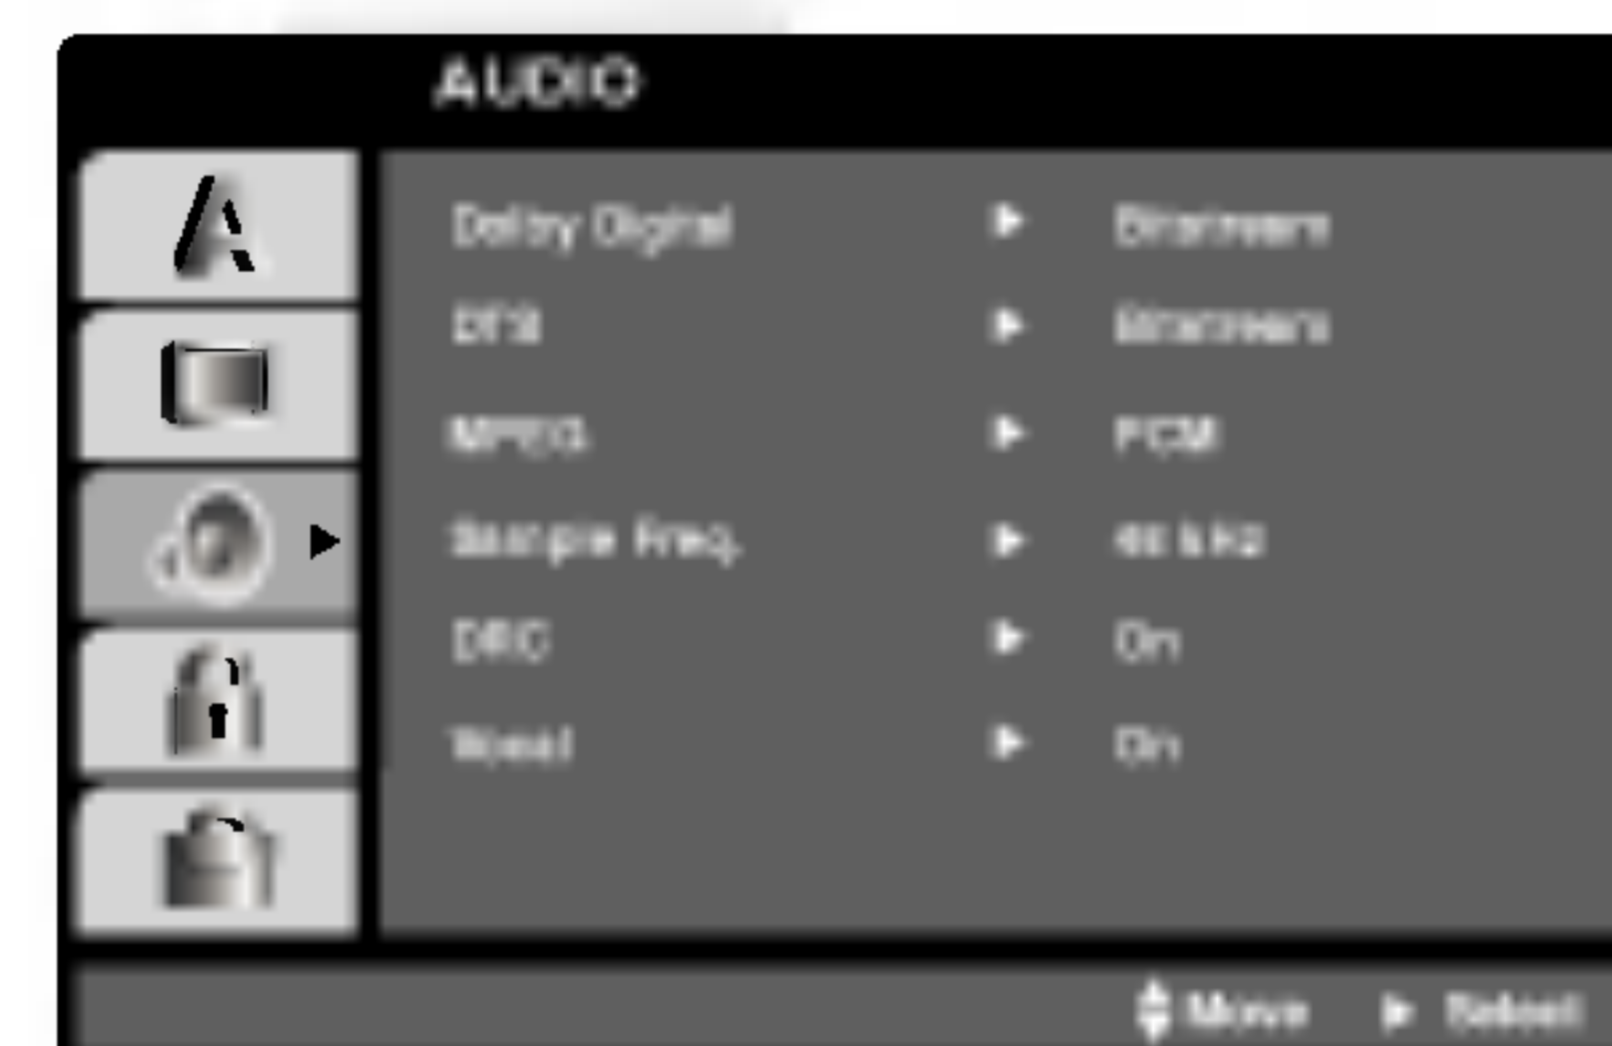 AUDIO
Dolby Digital Bitstream
DTS Bitstream
MPEG PCM
Sample Freq. 48 kHz
DRC On
Vocal On
Move Select